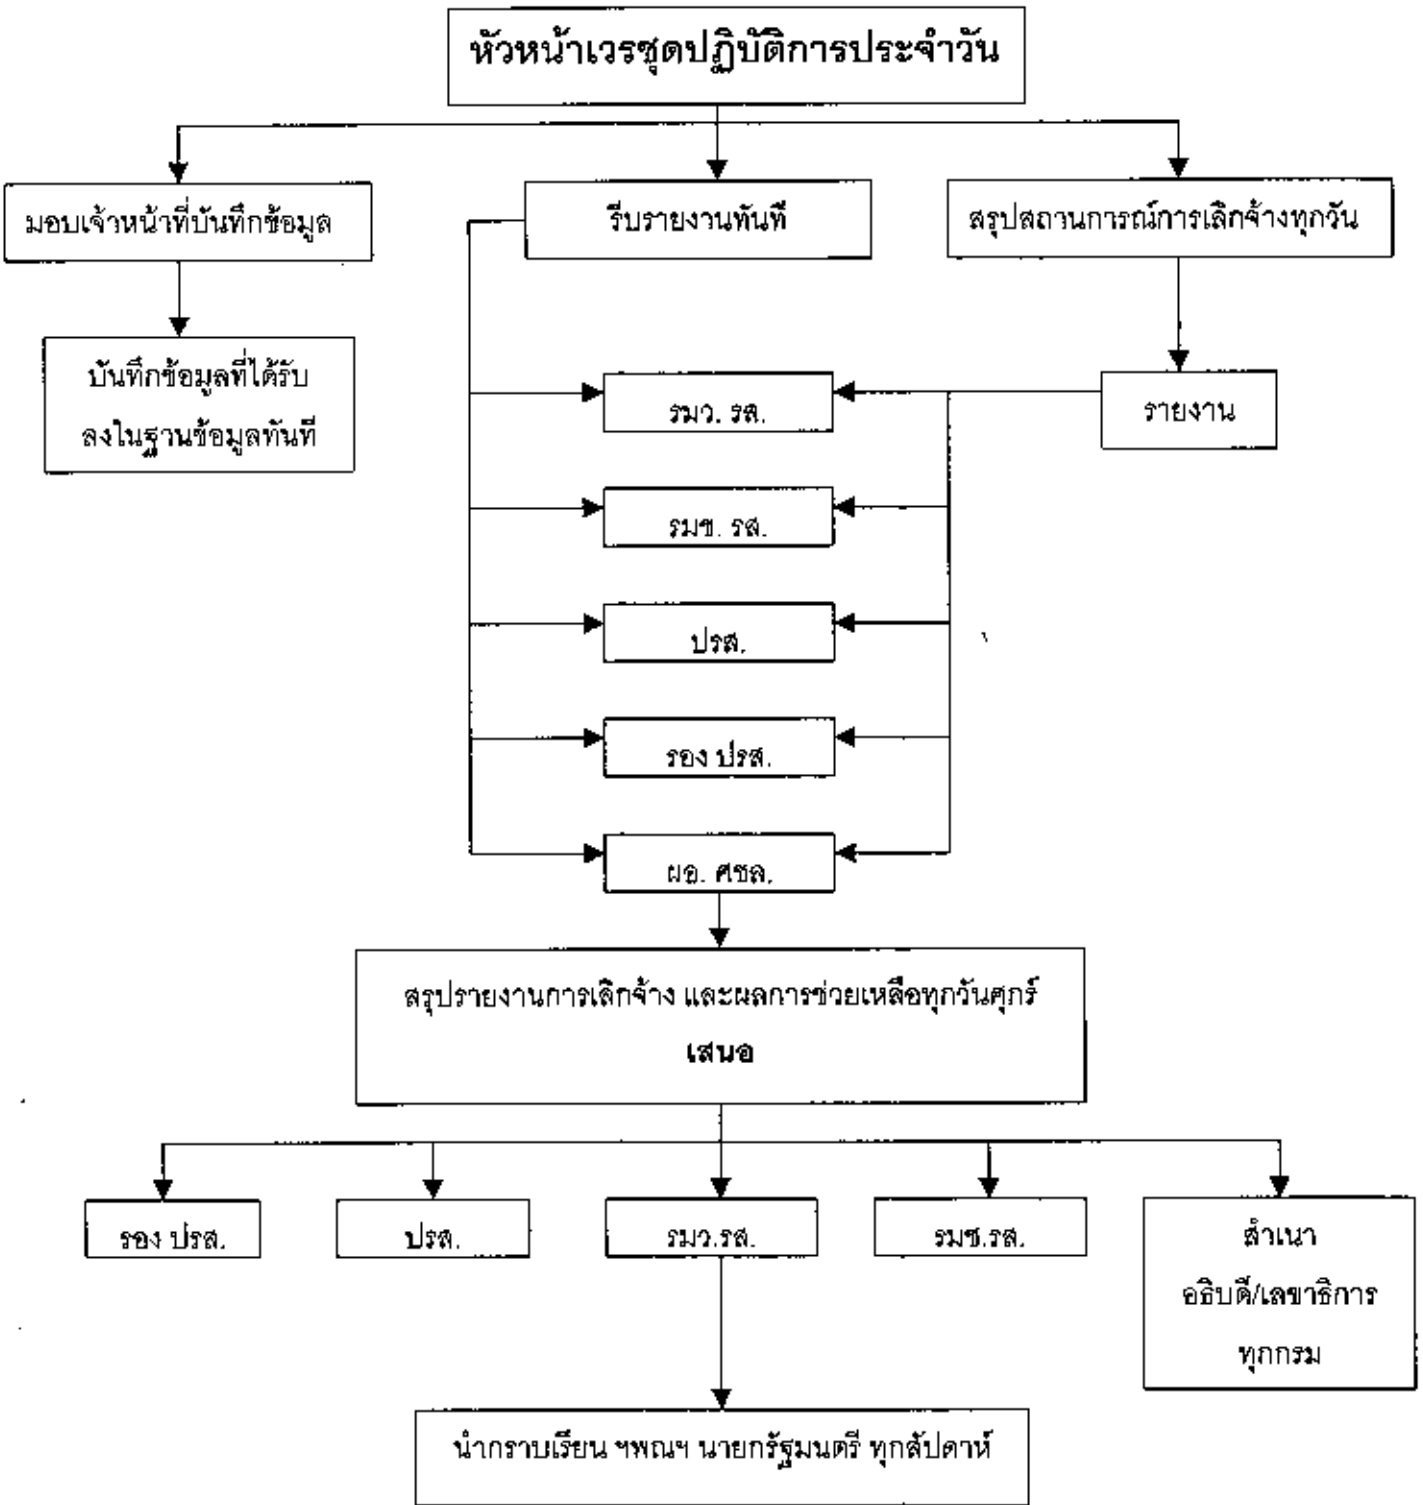 หัวหน้าเวรชุดปฏิบัติการประจำวัน
มอบเจ้าหน้าที่บันทึกข้อมูล
รีบรายงานทันที
สรุปสถานการณ์การเลิกจ้างทุกวัน
บันทึกข้อมูลที่ได้รับ
ลงในฐานข้อมูลทันที
รมว. รส.
รายงาน
รมช. รส.
ปรส.
รอง ปรส.
ผอ. ศชล.
สรุปรายงานการเลิกจ้าง และผลการช่วยเหลือทุกวันศุกร์
เสนอ
รอง ปรส.
ปรส.
รมว.รส.
รมช.รส.
สำเนา
อธิบดี/เลขาธิการ
ทุกกรม
นำกราบเรียน ฯพณฯ นายกรัฐมนตรี ทุกสัปดาห์